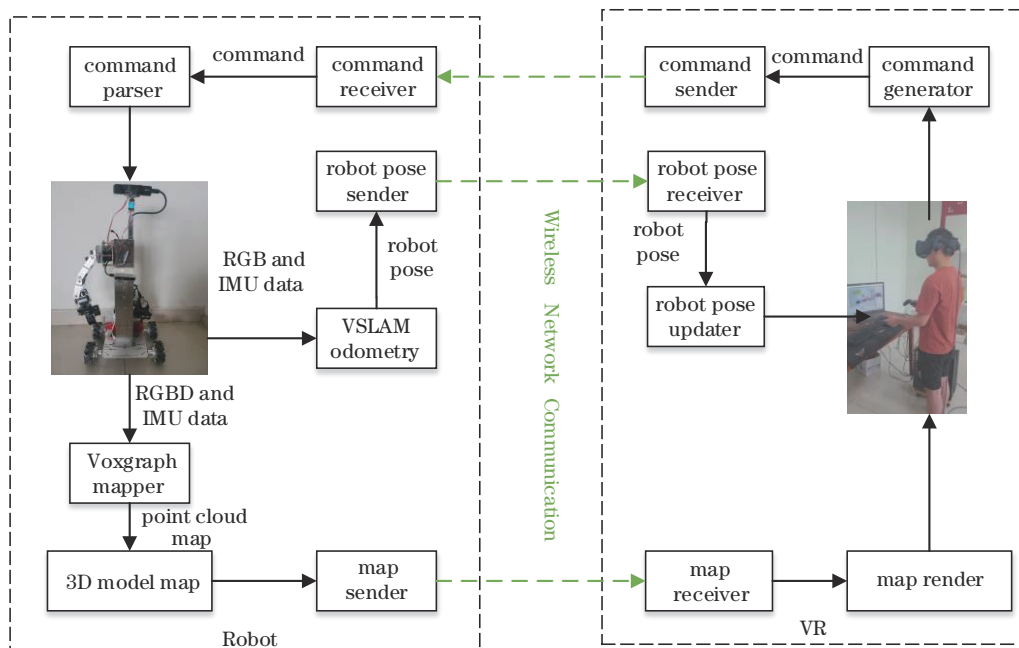 command
parser
command
command
receiver
command
sender
command
command
generator
robot pose
sender
robot pose
receiver
RGB and
IMU data
robot
pose
robot
pose
VSLAM
odometry
robot pose
updater
Wireless Network Communication
RGBD and
IMU data
Voxgraph
mapper
point cloud
map
3D model map
map
sender
map
receiver
map render
Robot
VR